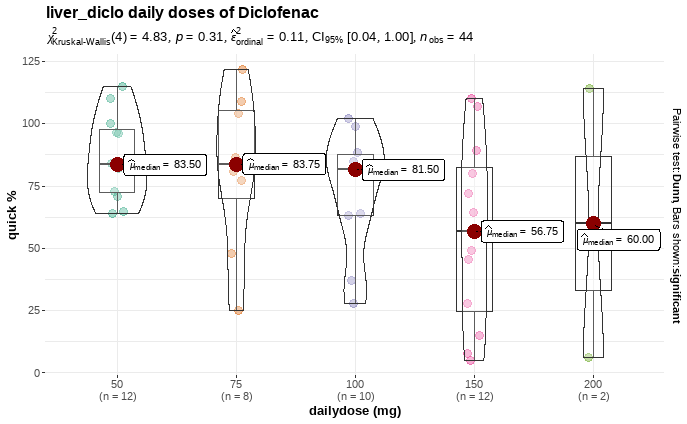 liver_diclo daily doses of Diclofenac
χ²Kruskal-Wallis(4) = 4.83, p = 0.31, ε̂²ordinal = 0.11, CI95% [0.04, 1.00], nobs = 44
quick %
125
100
75
50
25
0
μ̂median = 83.50
μ̂median = 83.75
μ̂median = 81.50
μ̂median = 56.75
μ̂median = 60.00
50
(n = 12)
75
(n = 8)
100
(n = 10)
150
(n = 12)
200
(n = 2)
dailydose (mg)
Pairwise test: Dunn, Bars shown: significant